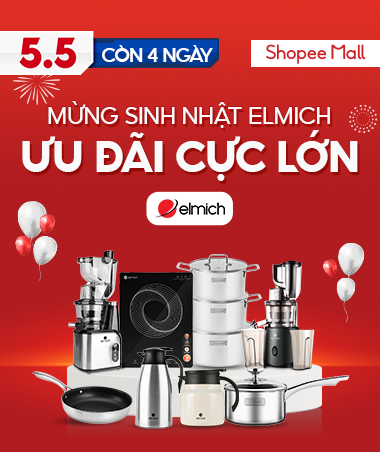 5.5
CÒN 4 NGÀY
Shopee Mall
MỪNG SINH NHẬT ELMICH
ƯU ĐÃI CỰC LỚN
elmich